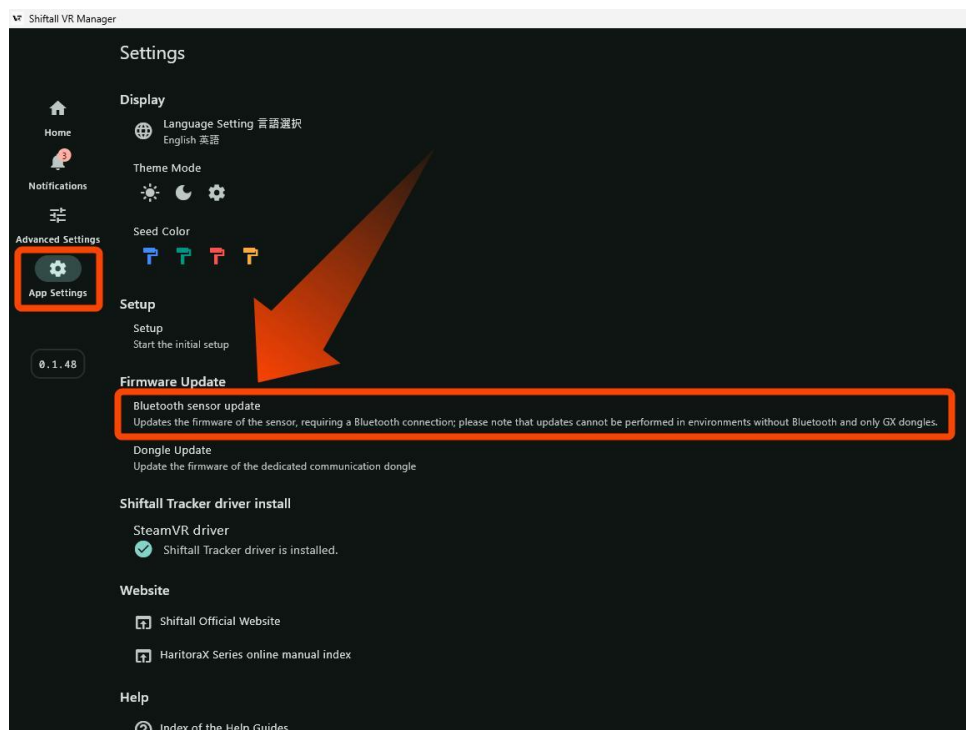 Shiftall VR Manager
Settings
Home
3
Notifications
Advanced Settings
App Settings
0.1.48
Display
Language Setting 言語選択
English 英語
Theme Mode
Seed Color
Setup
Setup
Start the initial setup
Firmware Update
Bluetooth sensor update
Updates the firmware of the sensor, requiring a Bluetooth connection; please note that updates cannot be performed in environments without Bluetooth and only GX dongles.
Dongle Update
Update the firmware of the dedicated communication dongle
Shiftall Tracker driver install
SteamVR driver
Shiftall Tracker driver is installed.
Website
Shiftall Official Website
HaritoraX Series online manual index
Help
Index of the Help Guides